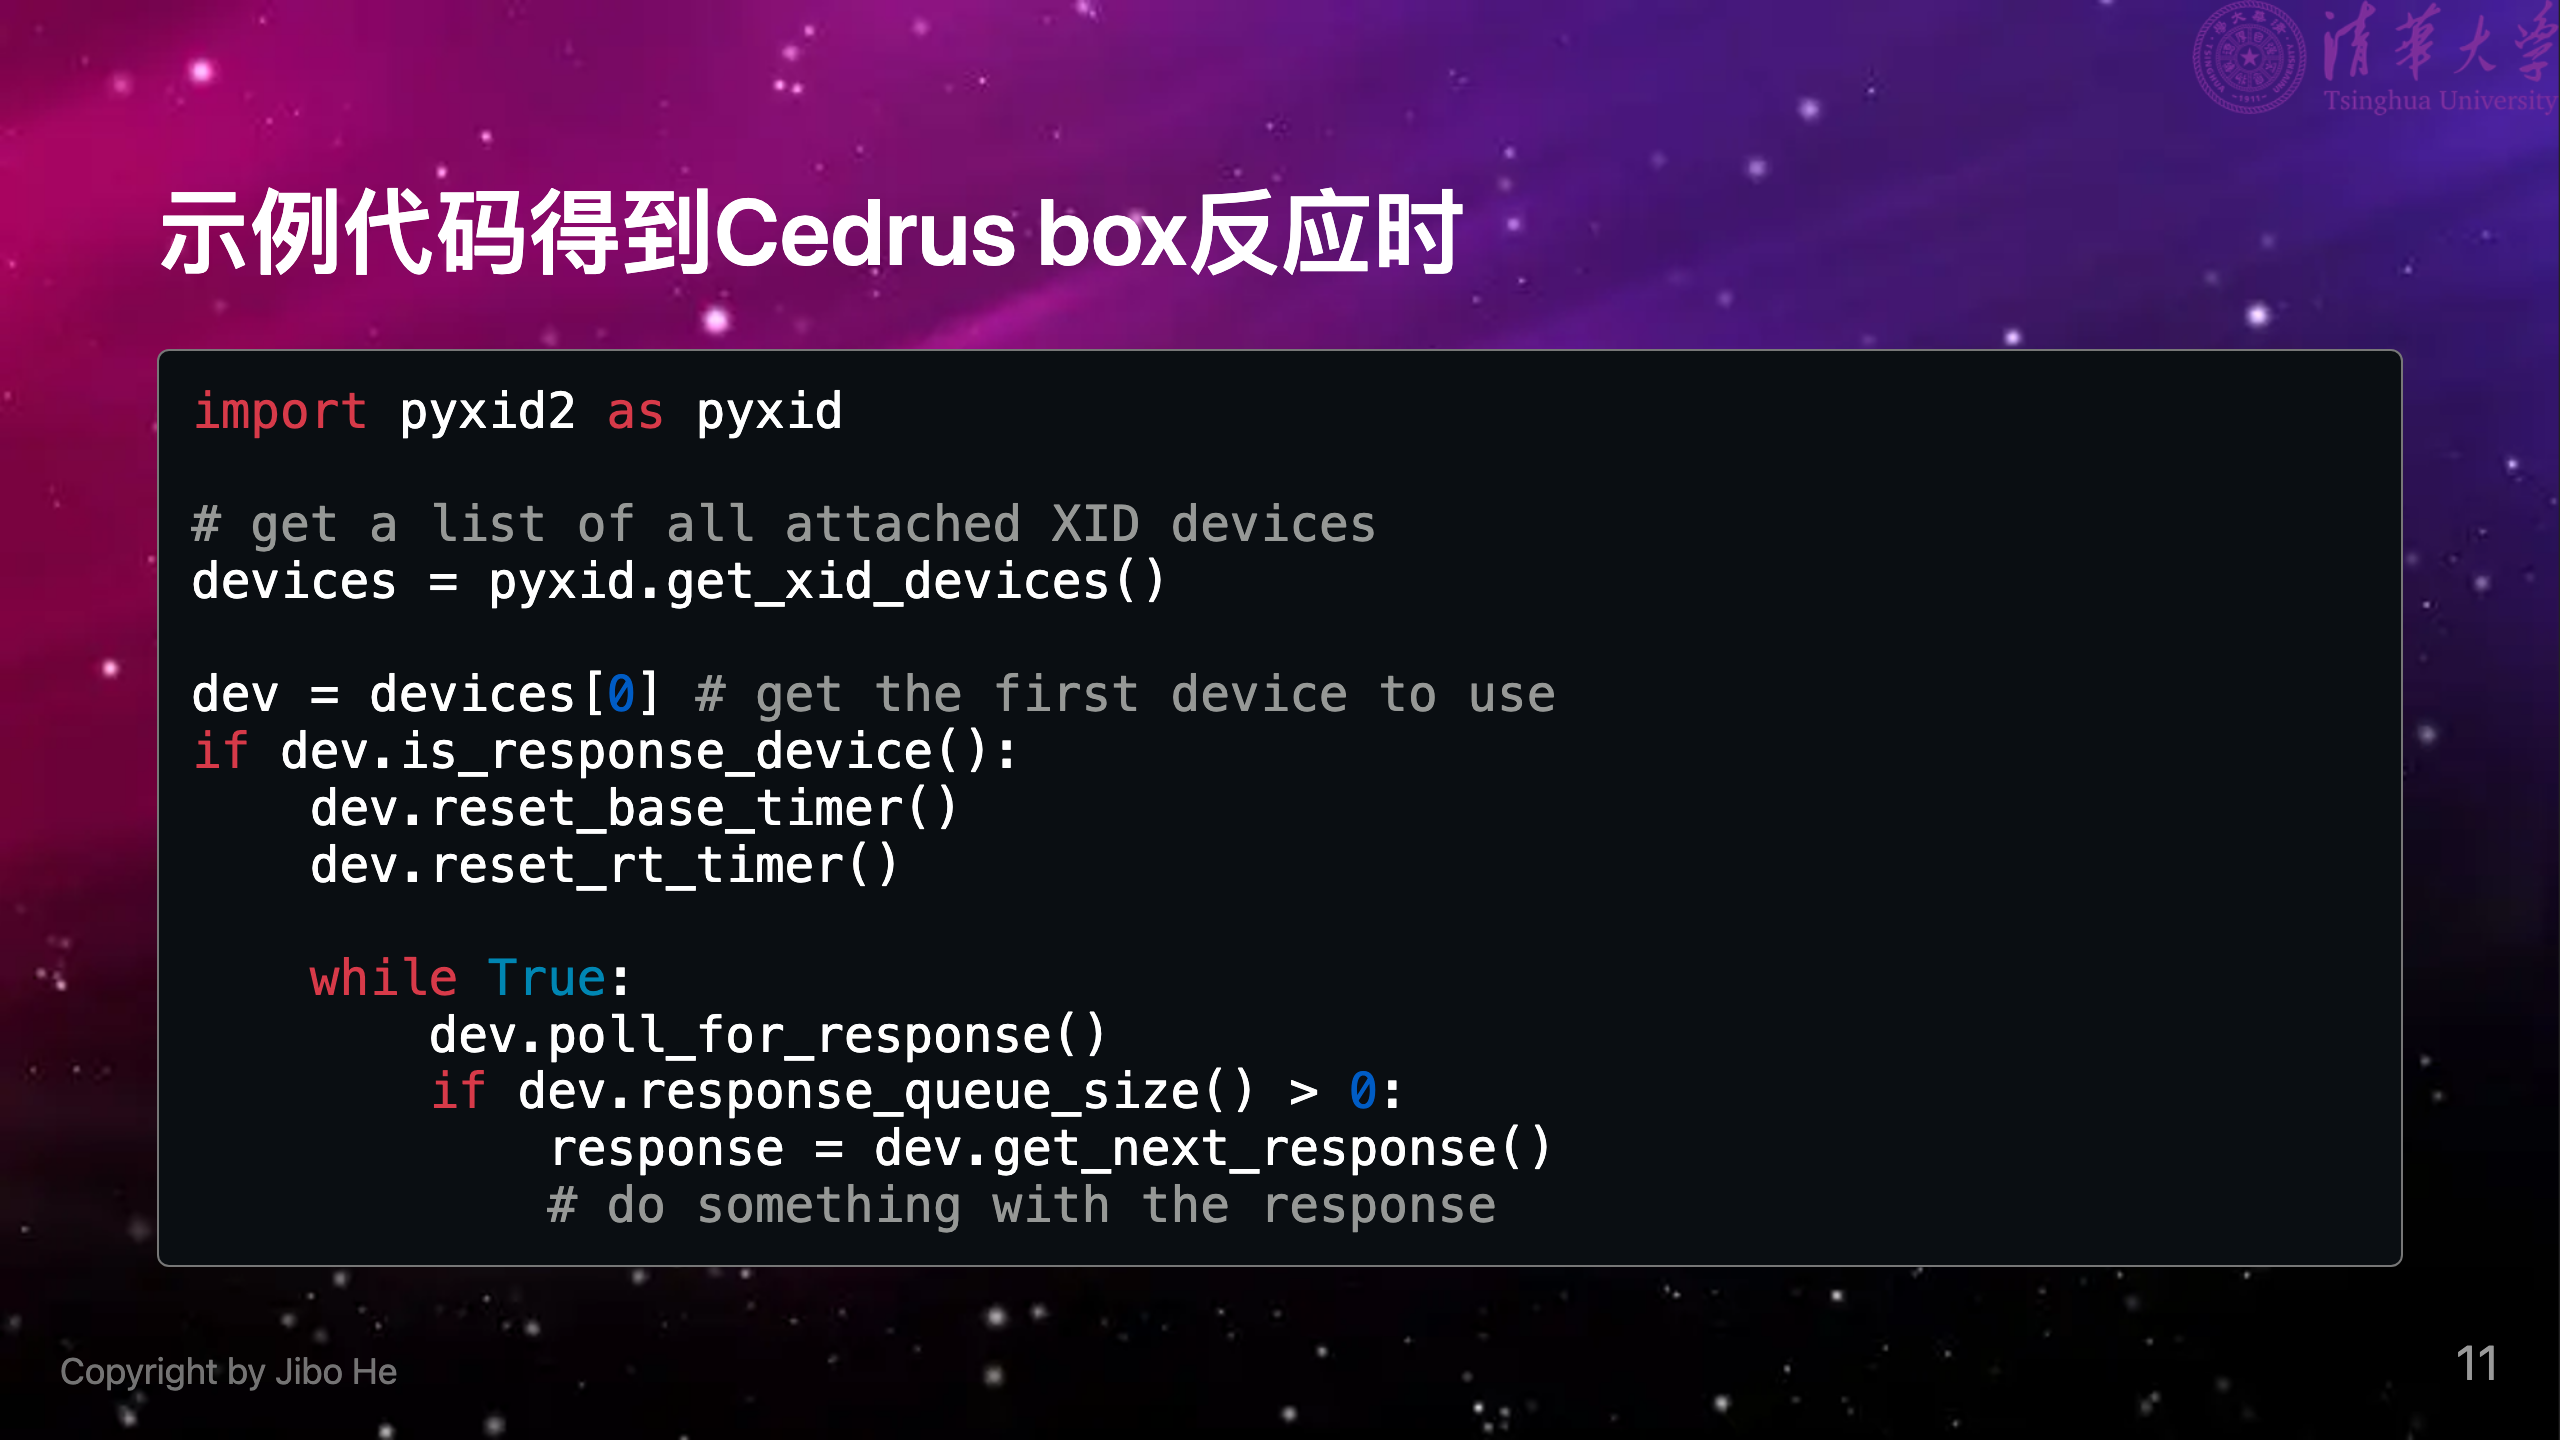 清华大学
Tsinghua University
示例代码得到Cedrus box反应时
import pyxid2 as pyxid
# get a list of all attached XID devices
devices = pyxid.get_xid_devices()
dev = devices[0] # get the first device to use
if dev.is_response_device():
    dev.reset_base_timer()
    dev.reset_rt_timer()
    while True:
        dev.poll_for_response()
        if dev.response_queue_size() > 0:
            response = dev.get_next_response()
            # do something with the response
Copyright by Jibo He
11